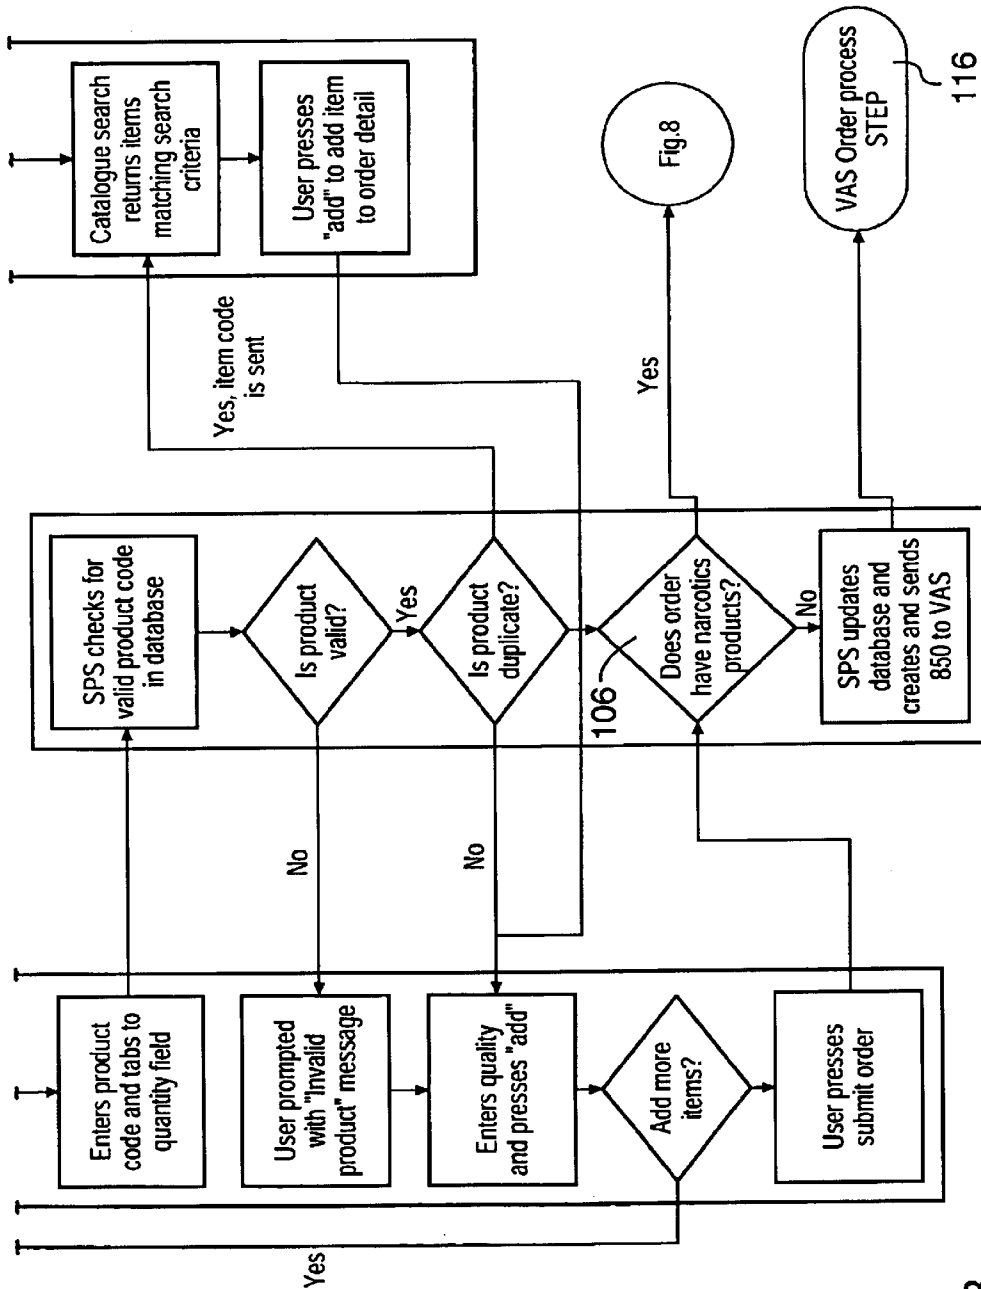 Catalogue search
returns items
matching search
criteria
User presses
"add" to add item
to order detail
Yes, item code
is sent
Fig.8
Yes
VAS Order process
STEP
116
SPS checks for
valid product code
in database
Is product
valid?
Yes
Is product
duplicate?
Does order
have narcotics
products?
106
No
SPS updates
database and
creates and sends
850 to VAS
No
No
Enters product
code and tabs to
quantity field
User prompted
with "Invalid
product" message
Enters quality
and presses "add"
Add more
items?
User presses
submit order
Yes